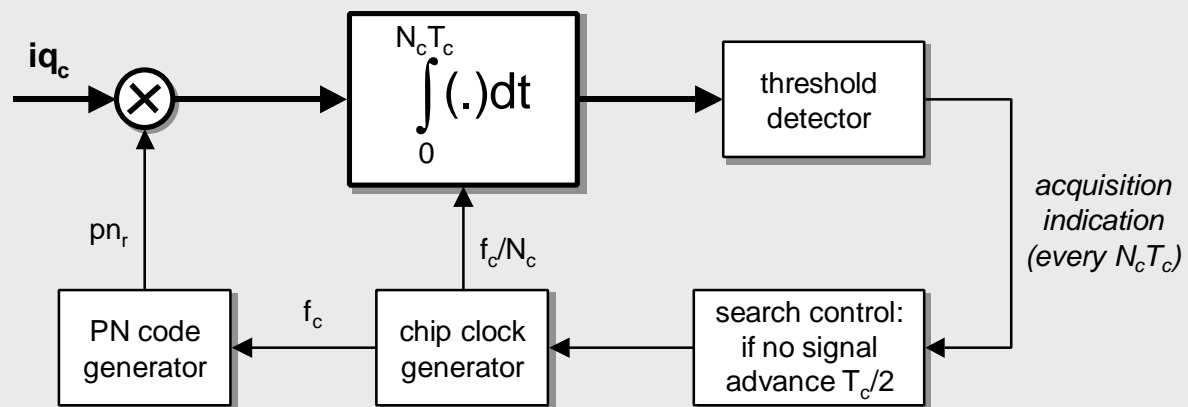 iq_c
N_cT_c
∫(.)dt
0
threshold
detector
acquisition
indication
(every N_cT_c)
pn_r
f_c/N_c
PN code
generator
f_c
chip clock
generator
search control:
if no signal
advance T_c/2